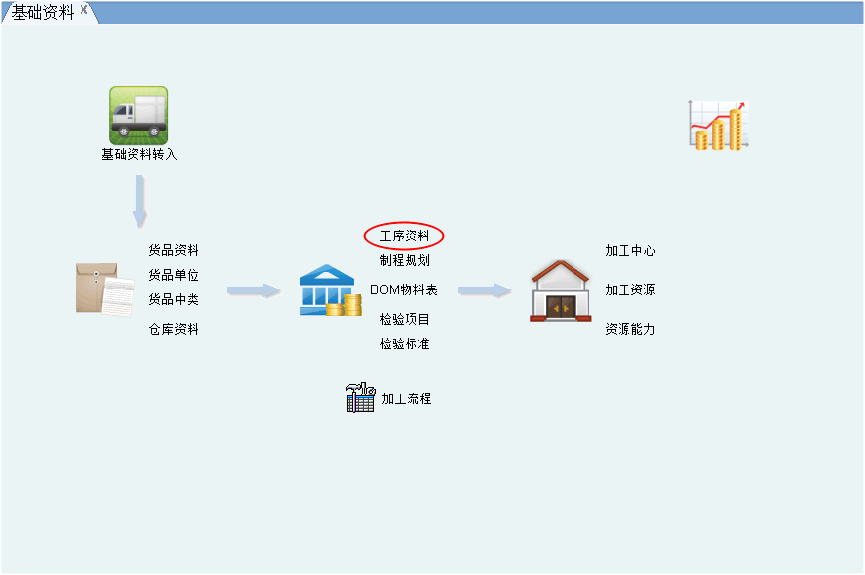 基础资料 X
基础资料转入
货品资料
货品单位
货品中类
仓库资料
工序资料
制程规划
DOM物料表
检验项目
检验标准
加工流程
加工中心
加工资源
资源能力